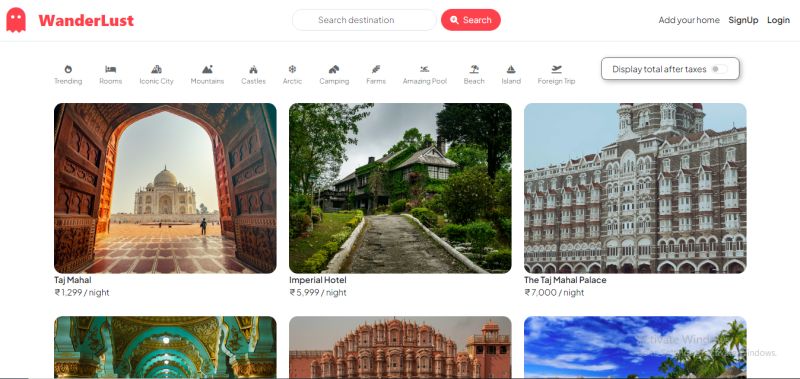 WanderLust
Search destination
Search
Add your home SignUp Login
Trending Rooms Iconic City Mountains Castles Arctic Camping Farms Amazing Pool Beach Island Foreign Trip
Display total after taxes
Taj Mahal
₹ 1,299 / night
Imperial Hotel
₹ 5,999 / night
The Taj Mahal Palace
₹ 7,000 / night
Activate Windows